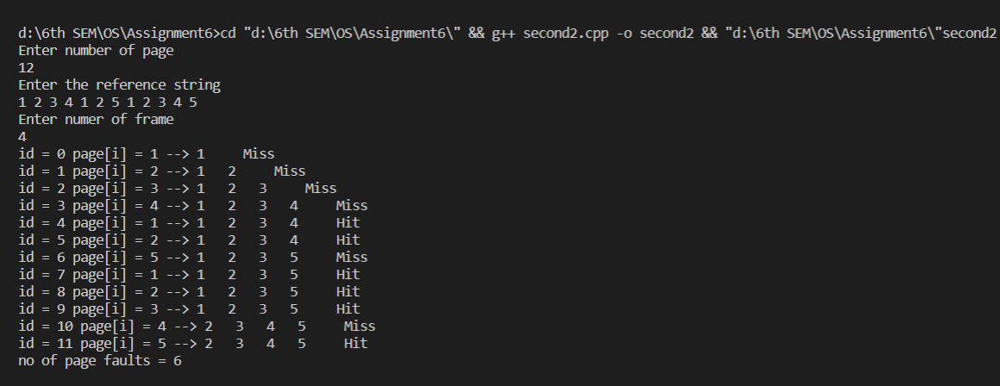 d:\6th SEM\OS\Assignment6>cd "d:\6th SEM\OS\Assignment6\" && g++ second2.cpp -o second2 && "d:\6th SEM\OS\Assignment6\"second2
Enter number of page
12
Enter the reference string
1 2 3 4 1 2 5 1 2 3 4 5
Enter numer of frame
4
id = 0 page[i] = 1 --> 1     Miss
id = 1 page[i] = 2 --> 1   2     Miss
id = 2 page[i] = 3 --> 1   2   3     Miss
id = 3 page[i] = 4 --> 1   2   3   4     Miss
id = 4 page[i] = 1 --> 1   2   3   4     Hit
id = 5 page[i] = 2 --> 1   2   3   4     Hit
id = 6 page[i] = 5 --> 1   2   3   5     Miss
id = 7 page[i] = 1 --> 1   2   3   5     Hit
id = 8 page[i] = 2 --> 1   2   3   5     Hit
id = 9 page[i] = 3 --> 1   2   3   5     Hit
id = 10 page[i] = 4 --> 2   3   4   5     Miss
id = 11 page[i] = 5 --> 2   3   4   5     Hit
no of page faults = 6